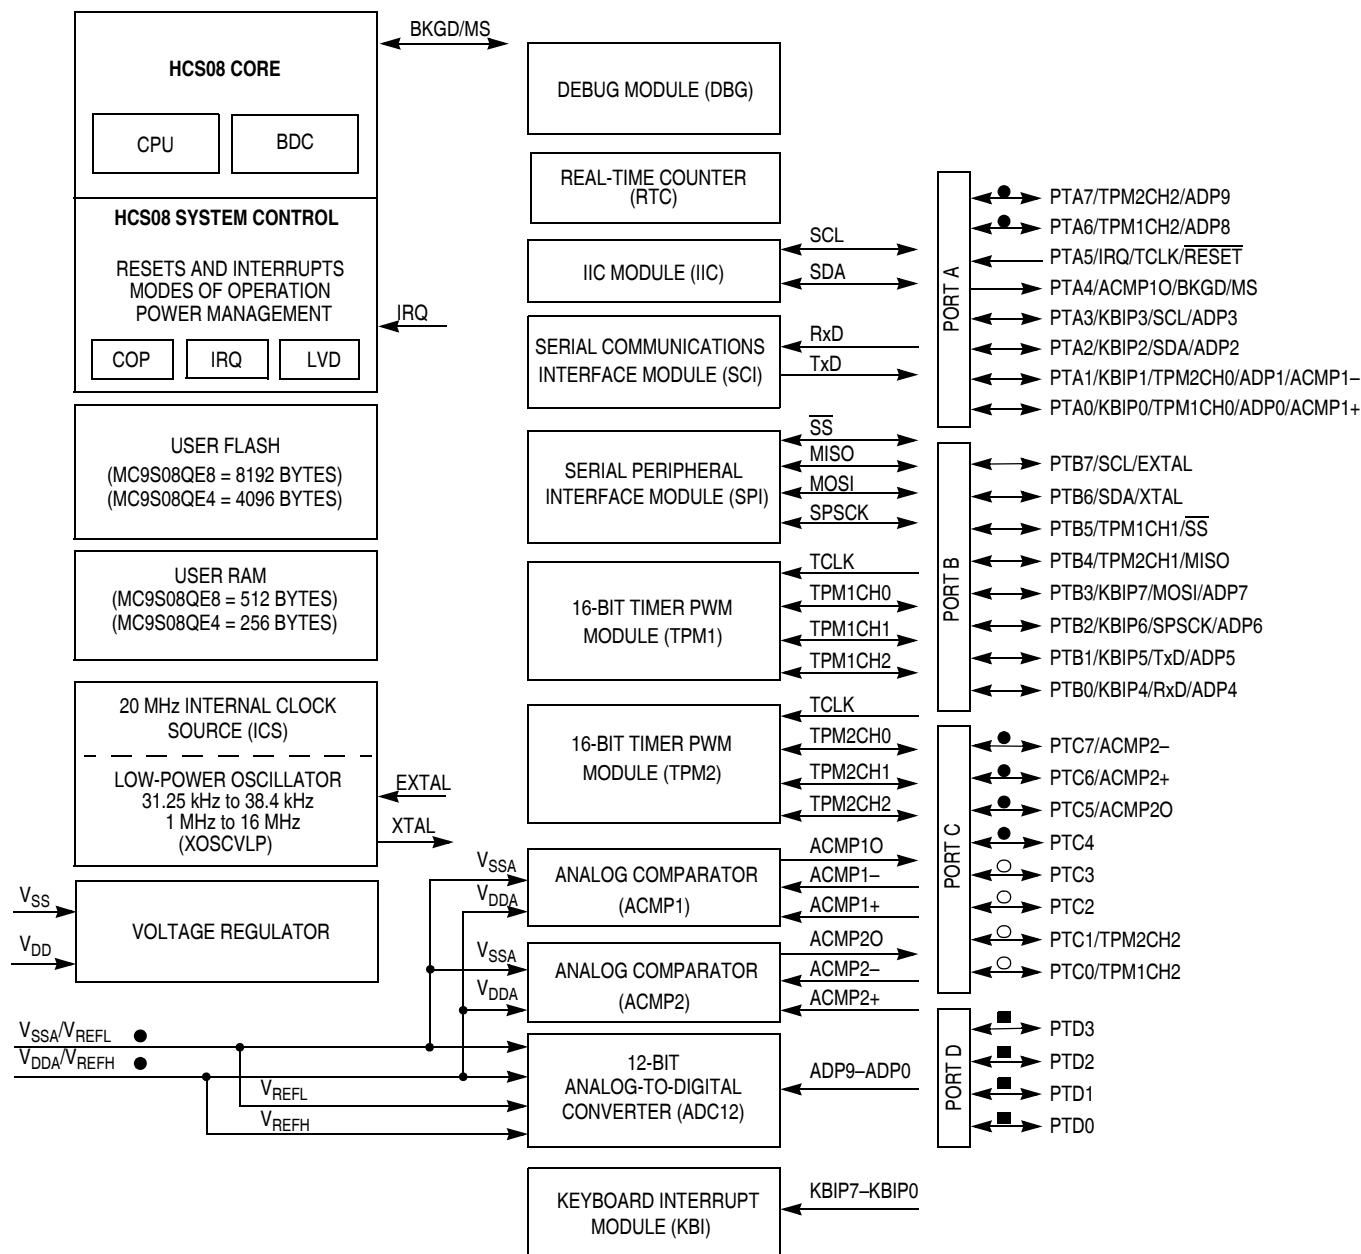 HCS08 CORE
CPU
BDC
BKGD/MS
HCS08 SYSTEM CONTROL
RESETS AND INTERRUPTS
MODES OF OPERATION
POWER MANAGEMENT
COP
IRQ
LVD
IRQ
USER FLASH
(MC9S08QE8 = 8192 BYTES)
(MC9S08QE4 = 4096 BYTES)
USER RAM
(MC9S08QE8 = 512 BYTES)
(MC9S08QE4 = 256 BYTES)
20 MHz INTERNAL CLOCK
SOURCE (ICS)
LOW-POWER OSCILLATOR
31.25 kHz to 38.4 kHz
1 MHz to 16 MHz
(XOSCVLP)
EXTAL
XTAL
VSS
VDD
VOLTAGE REGULATOR
VSSA/VREFL
VDDA/VREFH
VREFL
VREFH
DEBUG MODULE (DBG)
REAL-TIME COUNTER
(RTC)
IIC MODULE (IIC)
SCL
SDA
SERIAL COMMUNICATIONS
INTERFACE MODULE (SCI)
RxD
TxD
SERIAL PERIPHERAL
INTERFACE MODULE (SPI)
SS
MISO
MOSI
SPSCK
16-BIT TIMER PWM
MODULE (TPM1)
TCLK
TPM1CH0
TPM1CH1
TPM1CH2
16-BIT TIMER PWM
MODULE (TPM2)
TCLK
TPM2CH0
TPM2CH1
TPM2CH2
VSSA
VDDA
ANALOG COMPARATOR
(ACMP1)
ACMP1O
ACMP1–
ACMP1+
VSSA
VDDA
ANALOG COMPARATOR
(ACMP2)
ACMP2O
ACMP2–
ACMP2+
12-BIT
ANALOG-TO-DIGITAL
CONVERTER (ADC12)
ADP9–ADP0
KEYBOARD INTERRUPT
MODULE (KBI)
KBIP7–KBIP0
PORT A
PTA7/TPM2CH2/ADP9
PTA6/TPM1CH2/ADP8
PTA5/IRQ/TCLK/RESET
PTA4/ACMP1O/BKGD/MS
PTA3/KBIP3/SCL/ADP3
PTA2/KBIP2/SDA/ADP2
PTA1/KBIP1/TPM2CH0/ADP1/ACMP1–
PTA0/KBIP0/TPM1CH0/ADP0/ACMP1+
PORT B
PTB7/SCL/EXTAL
PTB6/SDA/XTAL
PTB5/TPM1CH1/SS
PTB4/TPM2CH1/MISO
PTB3/KBIP7/MOSI/ADP7
PTB2/KBIP6/SPSCK/ADP6
PTB1/KBIP5/TxD/ADP5
PTB0/KBIP4/RxD/ADP4
PORT C
PTC7/ACMP2–
PTC6/ACMP2+
PTC5/ACMP2O
PTC4
PTC3
PTC2
PTC1/TPM2CH2
PTC0/TPM1CH2
PORT D
PTD3
PTD2
PTD1
PTD0